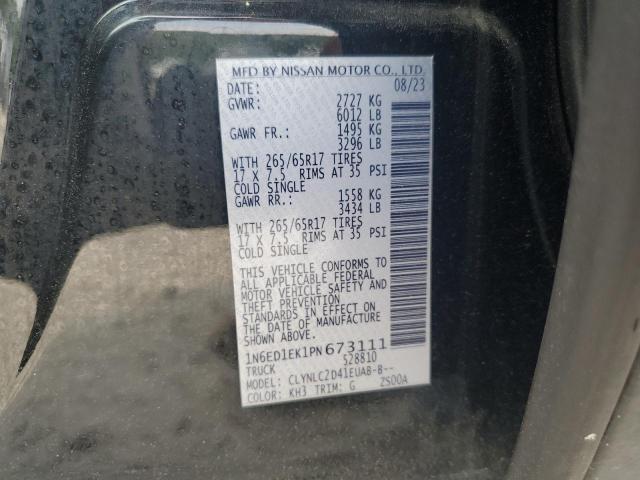 MFD BY NISSAN MOTOR CO., LTD.
DATE: 08/23
GVWR: 2727 KG
6012 LB
GAWR FR.: 1495 KG
3296 LB
WITH 265/65R17 TIRES
17 X 7.5 RIMS AT 35 PSI
COLD SINGLE
GAWR RR.: 1558 KG
3434 LB
WITH 265/65R17 TIRES
17 X 7.5 RIMS AT 35 PSI
COLD SINGLE
THIS VEHICLE CONFORMS TO
ALL APPLICABLE FEDERAL
MOTOR VEHICLE SAFETY AND
THEFT PREVENTION
STANDARDS IN EFFECT ON THE
DATE OF MANUFACTURE
SHOWN ABOVE.
1N6ED1EK1PN673111
TRUCK 528810
MODEL: CLYNLC2D41EUAB-B--
COLOR: KH3 TRIM: G ZS00A